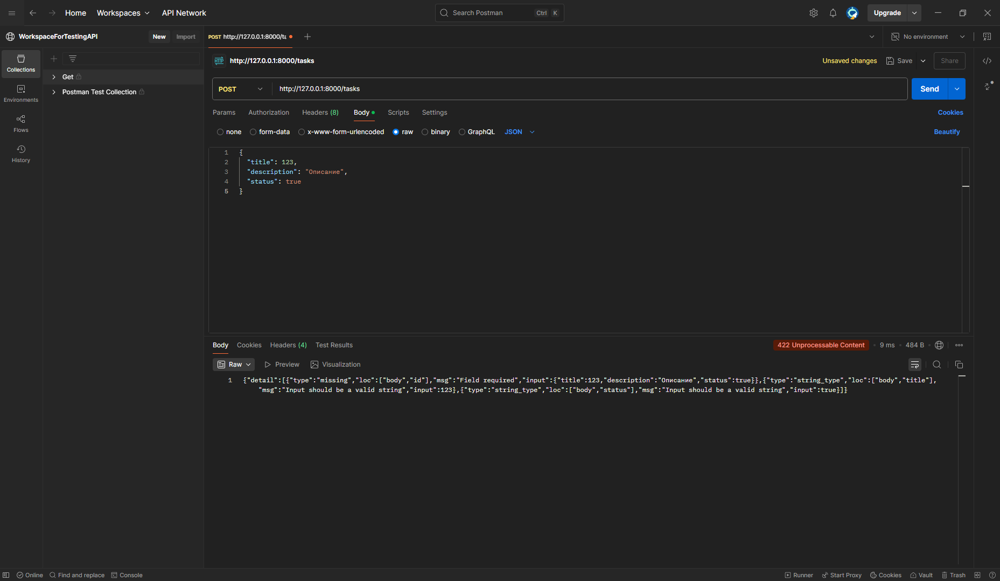 Home Workspaces API Network Search Postman Ctrl K Upgrade
WorkspaceForTestingAPI New Import POST http://127.0.0.1:8000/ta No environment
Collections
Environments
Flows
History
Get
Postman Test Collection
HTTP http://127.0.0.1:8000/tasks Unsaved changes Save Share
POST http://127.0.0.1:8000/tasks Send
Params Authorization Headers (8) Body Scripts Settings Cookies
none form-data x-www-form-urlencoded raw binary GraphQL JSON Beautify
1 {
2 "title": 123,
3 "description": "Описание",
4 "status": true
5 }
Body Cookies Headers (4) Test Results 422 Unprocessable Content 9 ms 484 B
Raw Preview Visualization
1 {"detail":[{"type":"missing","loc":["body","id"],"msg":"Field required","input":{"title":123,"description":"Описание","status":true}},{"type":"string_type","loc":["body","title"],
"msg":"Input should be a valid string","input":123},{"type":"string_type","loc":["body","status"],"msg":"Input should be a valid string","input":true}]}
Online Find and replace Console Runner Start Proxy Cookies Vault Trash